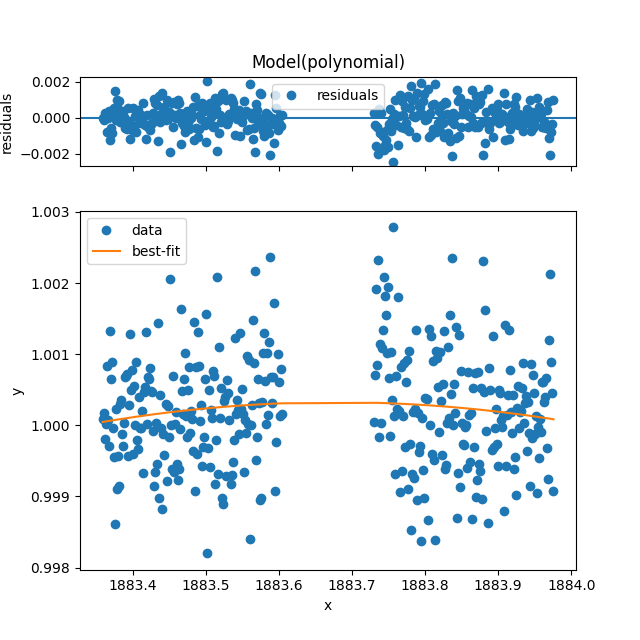 Model(polynomial)
0.002
0.000
−0.002
residuals
residuals
1.003
1.002
1.001
1.000
0.999
0.998
y
data
best-fit
1883.4 1883.5 1883.6 1883.7 1883.8 1883.9 1884.0
x